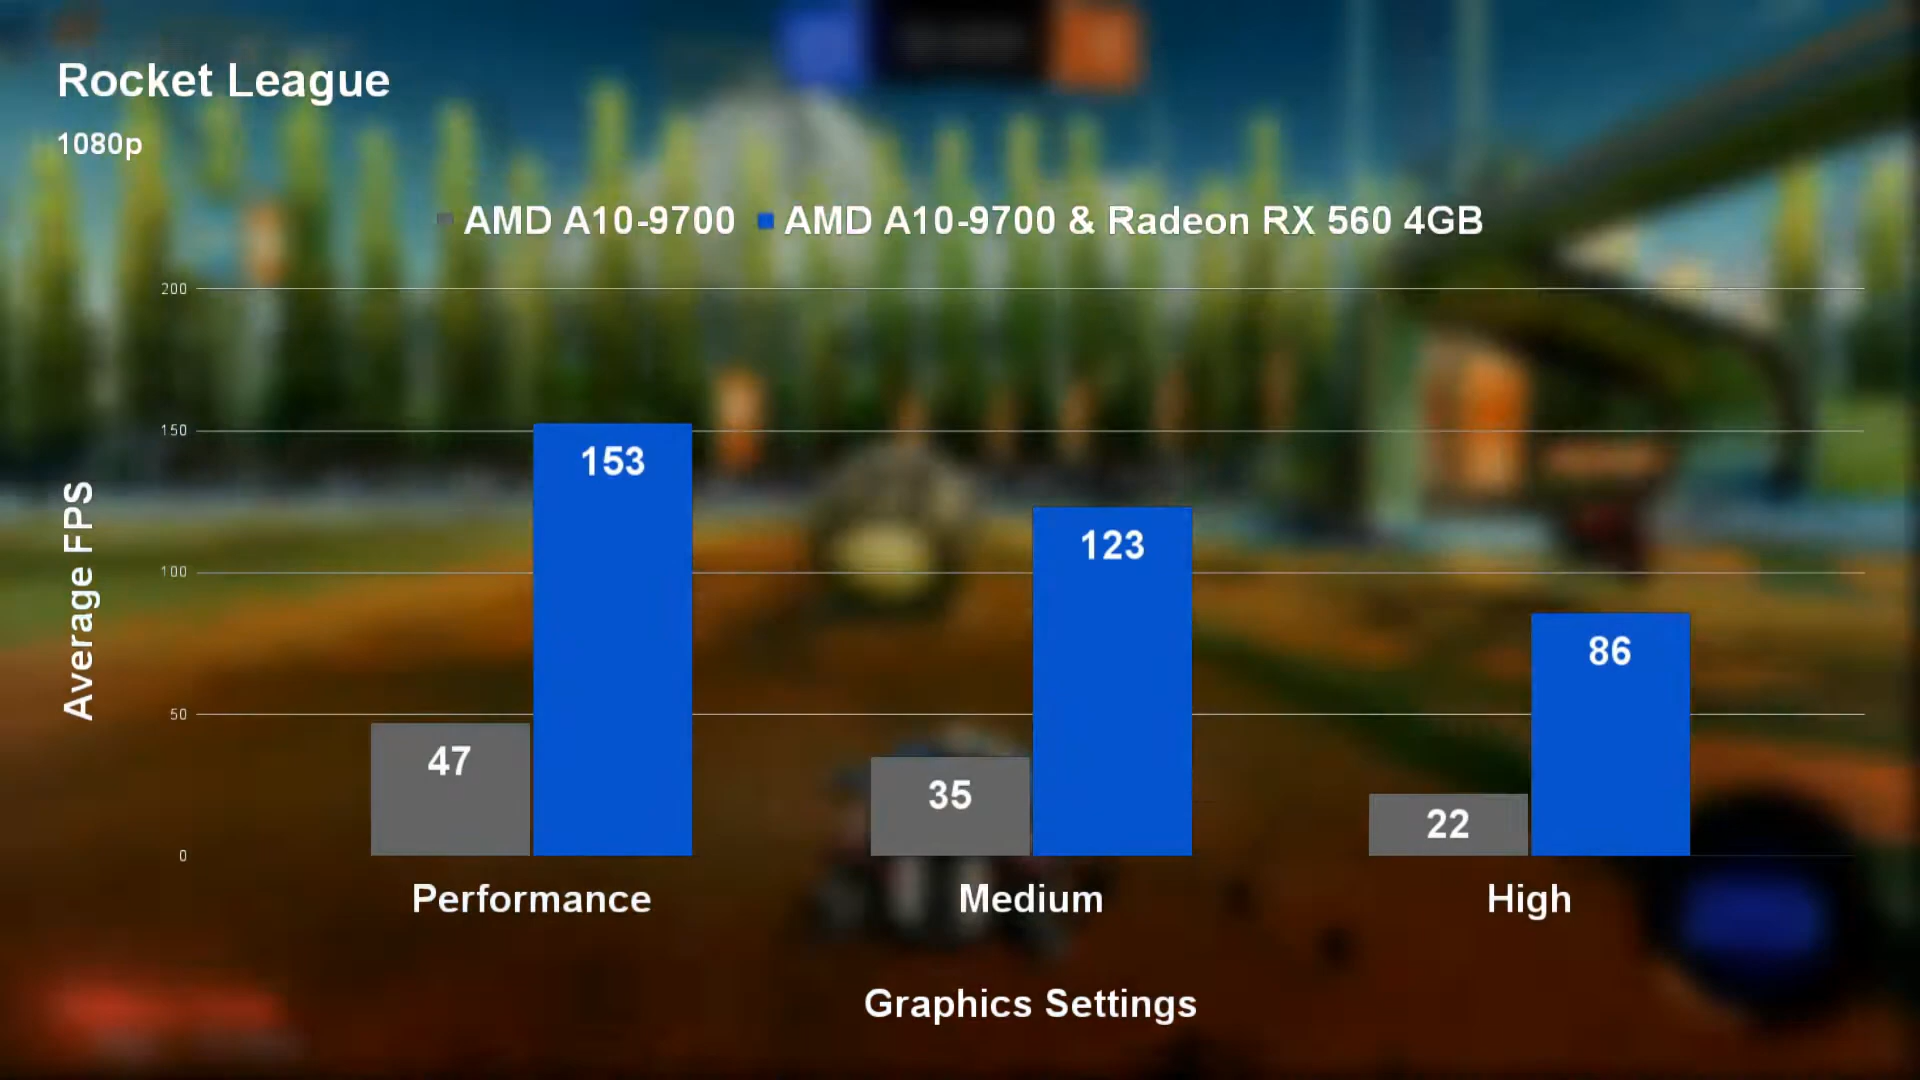 Rocket League
1080p
AMD A10-9700 AMD A10-9700 & Radeon RX 560 4GB
200
150
100
50
0
Average FPS
153
123
86
47
35
22
Performance Medium High
Graphics Settings